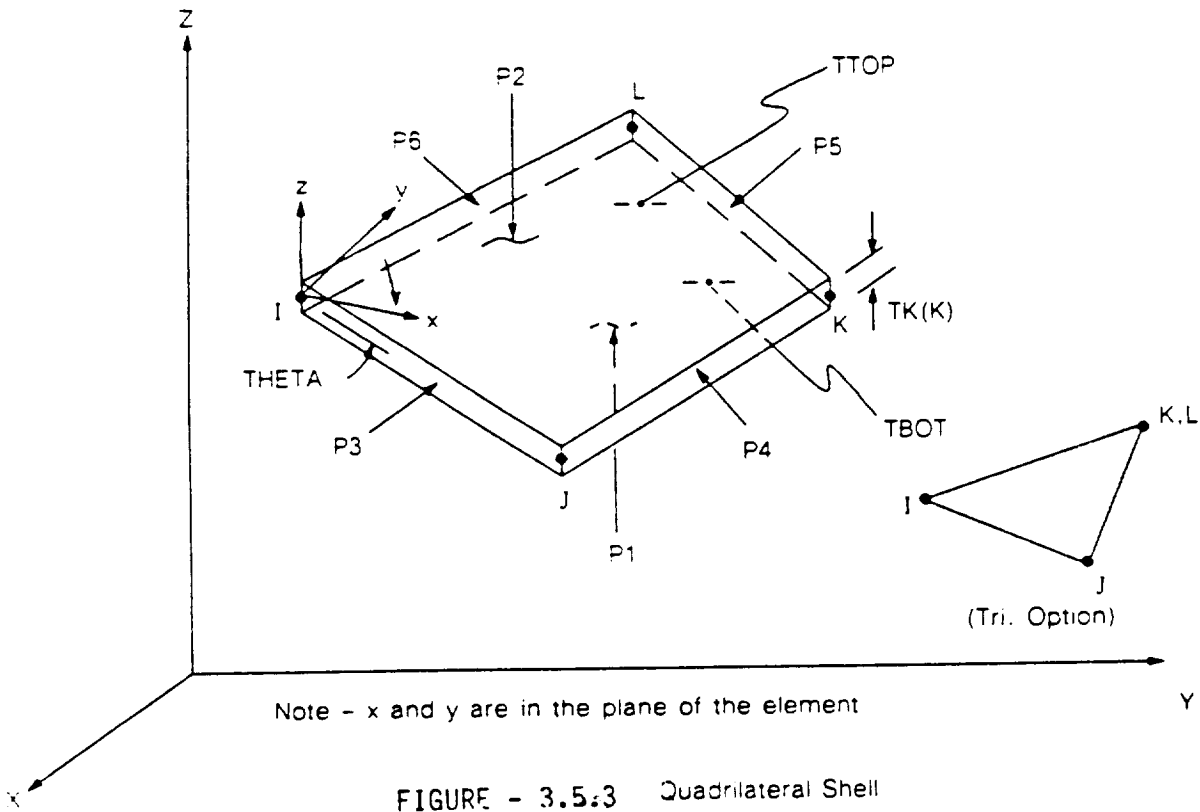 Z
TTOP
P2
L
P6
P5
z
y
I
x
TK(K)
K
THETA
P3
P4
TBOT
J
P1
K,L
I
J
(Tri. Option)
Note - x and y are in the plane of the element
Y
X
FIGURE - 3.5.3 Quadrilateral Shell